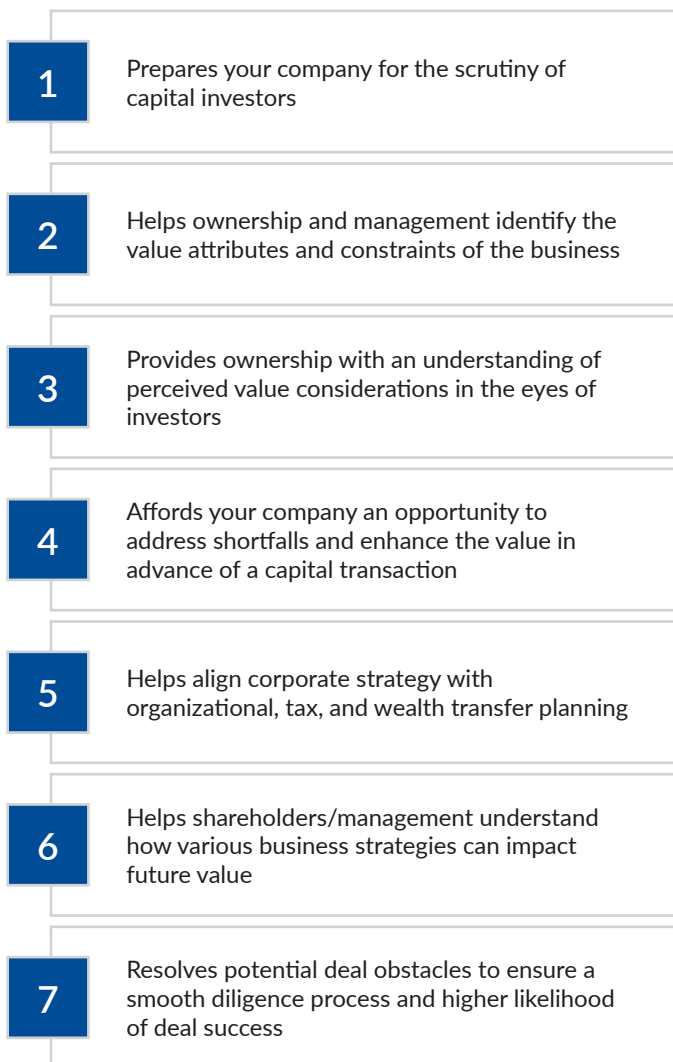 1
Prepares your company for the scrutiny of
capital investors
2
Helps ownership and management identify the
value attributes and constraints of the business
3
Provides ownership with an understanding of
perceived value considerations in the eyes of
investors
4
Affords your company an opportunity to
address shortfalls and enhance the value in
advance of a capital transaction
5
Helps align corporate strategy with
organizational, tax, and wealth transfer planning
6
Helps shareholders/management understand
how various business strategies can impact
future value
7
Resolves potential deal obstacles to ensure a
smooth diligence process and higher likelihood
of deal success